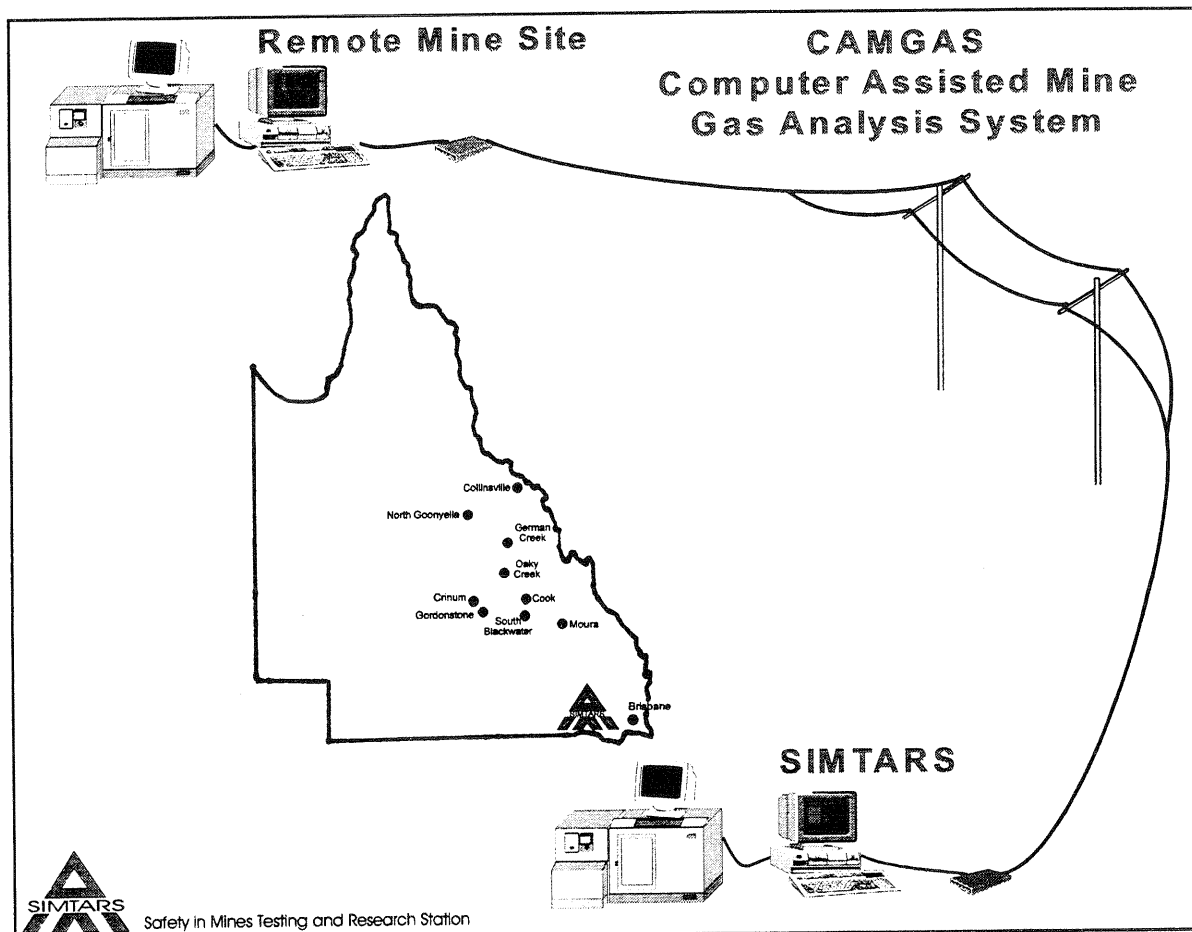 Remote Mine Site
CAMGAS
Computer Assisted Mine
Gas Analysis System
Collinsville
North Goonyella
German
Creek
Oaky
Creek
Crinum
Cook
Gordonstone
South
Blackwater
Moura
SIMTARS
Brisbane
SIMTARS
SIMTARS
Safety in Mines Testing and Research Station